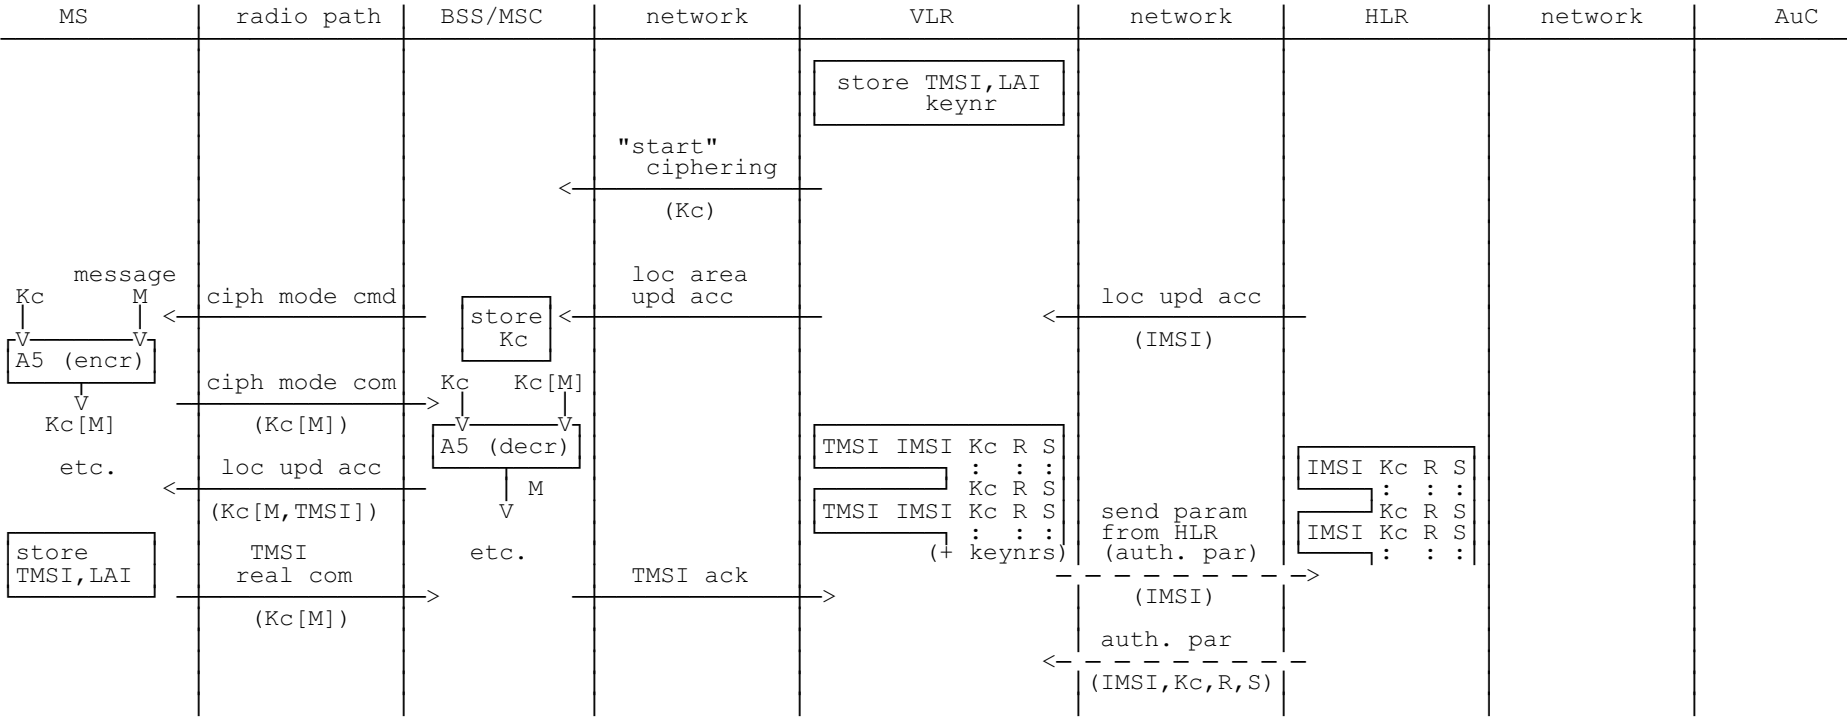 MS radio path BSS/MSC network VLR network HLR network AuC
store TMSI,LAI
keynr
"start"
ciphering
<
(Kc)
message loc area
Kc M ciph mode cmd upd acc loc upd acc
< store < <
V V Kc (IMSI)
A5 (encr)
ciph mode com Kc Kc[M]
V >
Kc[M] (Kc[M]) V V
A5 (decr) TMSI IMSI Kc R S
etc. loc upd acc : : : IMSI Kc R S
< M Kc R S : : :
(Kc[M,TMSI]) V TMSI IMSI Kc R S send param Kc R S
: : : from HLR IMSI Kc R S
store TMSI etc. (+ keynrs) (auth. par) : : :
TMSI,LAI real com TMSI ack >
> > (IMSI)
(Kc[M])
auth. par
<
(IMSI,Kc,R,S)